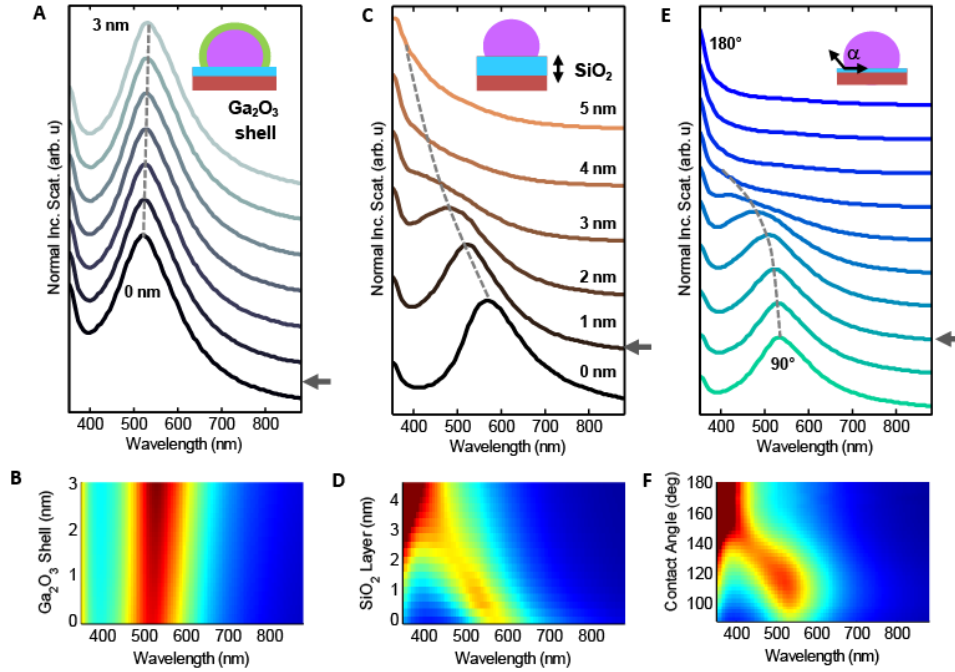 A
3 nm
Ga2O3
shell
0 nm
Normal Inc. Scat. (arb. u)
400 500 600 700 800
Wavelength (nm)
C
SiO2
5 nm
4 nm
3 nm
2 nm
1 nm
0 nm
Normal Inc. Scat. (arb. u)
400 500 600 700 800
Wavelength (nm)
E
180°
α
90°
Normal Inc. Scat. (arb. u)
400 500 600 700 800
Wavelength (nm)
B
Ga2O3 Shell (nm)
3
2
1
0
400 500 600 700 800
Wavelength (nm)
D
SiO2 Layer (nm)
4
3
2
1
0
400 500 600 700 800
Wavelength (nm)
F
Contact Angle (deg)
180
160
140
120
100
400 500 600 700 800
Wavelength (nm)